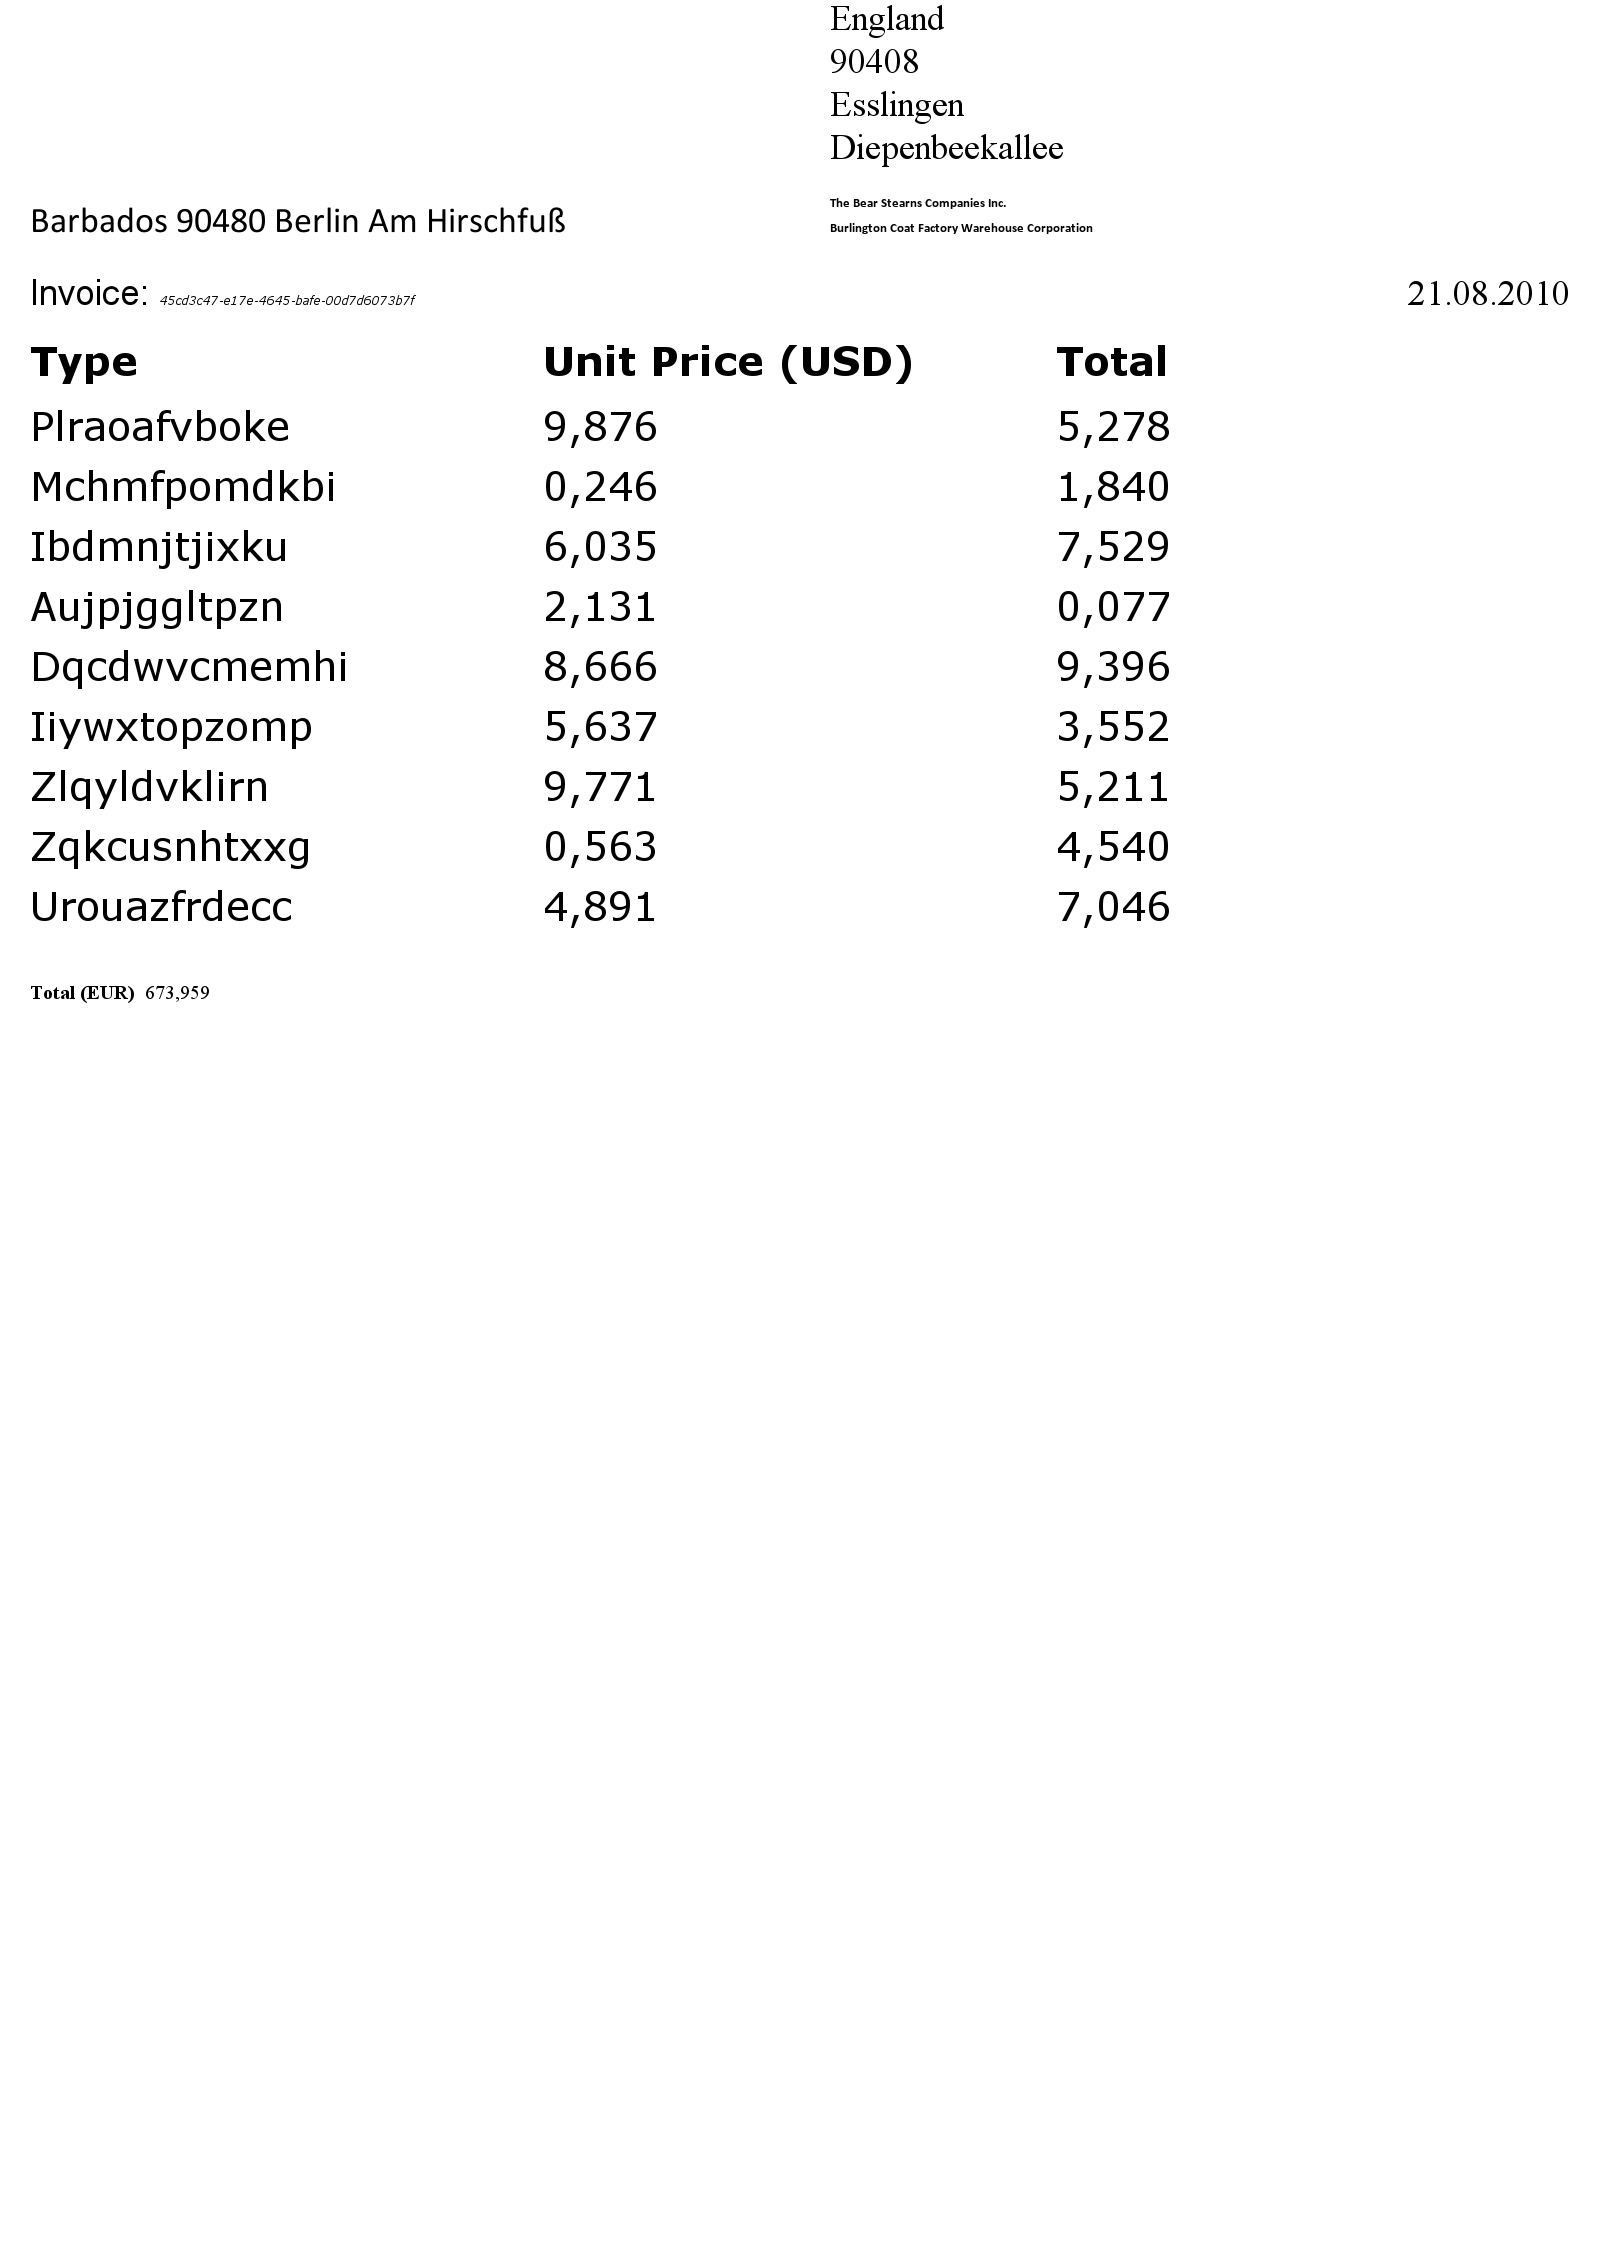 England
90408
Esslingen
Diepenbeekallee
The Bear Stearns Companies Inc.
Barbados 90480 Berlin Am Hirschfuß
Burlington Coat Factory Warehouse Corporation
Invoice: 45cd3c47-e17e-4645-bafe-00d7d6073b7f 21.08.2010
Type Unit Price (USD) Total
Plraoafvboke 9,876 5,278
Mchmfpomdkbi 0,246 1,840
Ibdmnjtjixku 6,035 7,529
Aujpjggltpzn 2,131 0,077
Dqcdwvcmemhi 8,666 9,396
Iiywxtopzomp 5,637 3,552
Zlqyldvklirn 9,771 5,211
Zqkcusnhtxxg 0,563 4,540
Urouazfrdecc 4,891 7,046
Total (EUR) 673,959